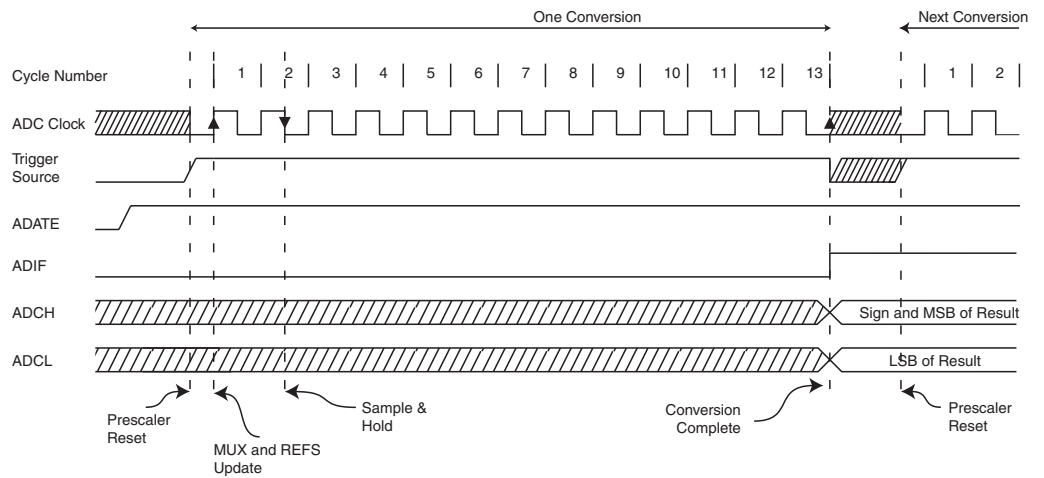 One Conversion
Next Conversion
Cycle Number
1 2 3 4 5 6 7 8 9 10 11 12 13 1 2
ADC Clock
Trigger
Source
ADATE
ADIF
ADCH
Sign and MSB of Result
ADCL
LSB of Result
Prescaler
Reset
MUX and REFS
Update
Sample &
Hold
Conversion
Complete
Prescaler
Reset